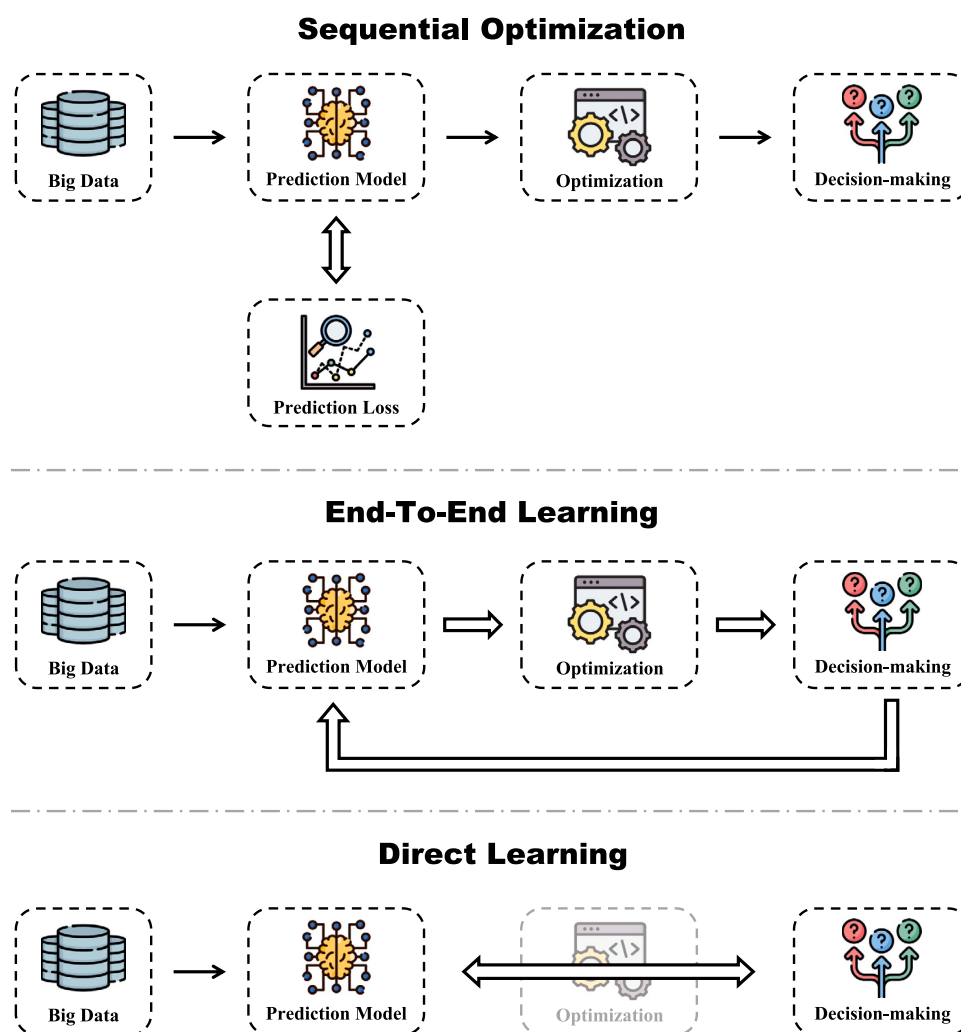 Sequential Optimization
</>
? ? ?
Big Data
Prediction Model
Optimization
Decision-making
Prediction Loss
End-To-End Learning
</>
? ? ?
Big Data
Prediction Model
Optimization
Decision-making
Direct Learning
</>
? ? ?
Big Data
Prediction Model
Optimization
Decision-making